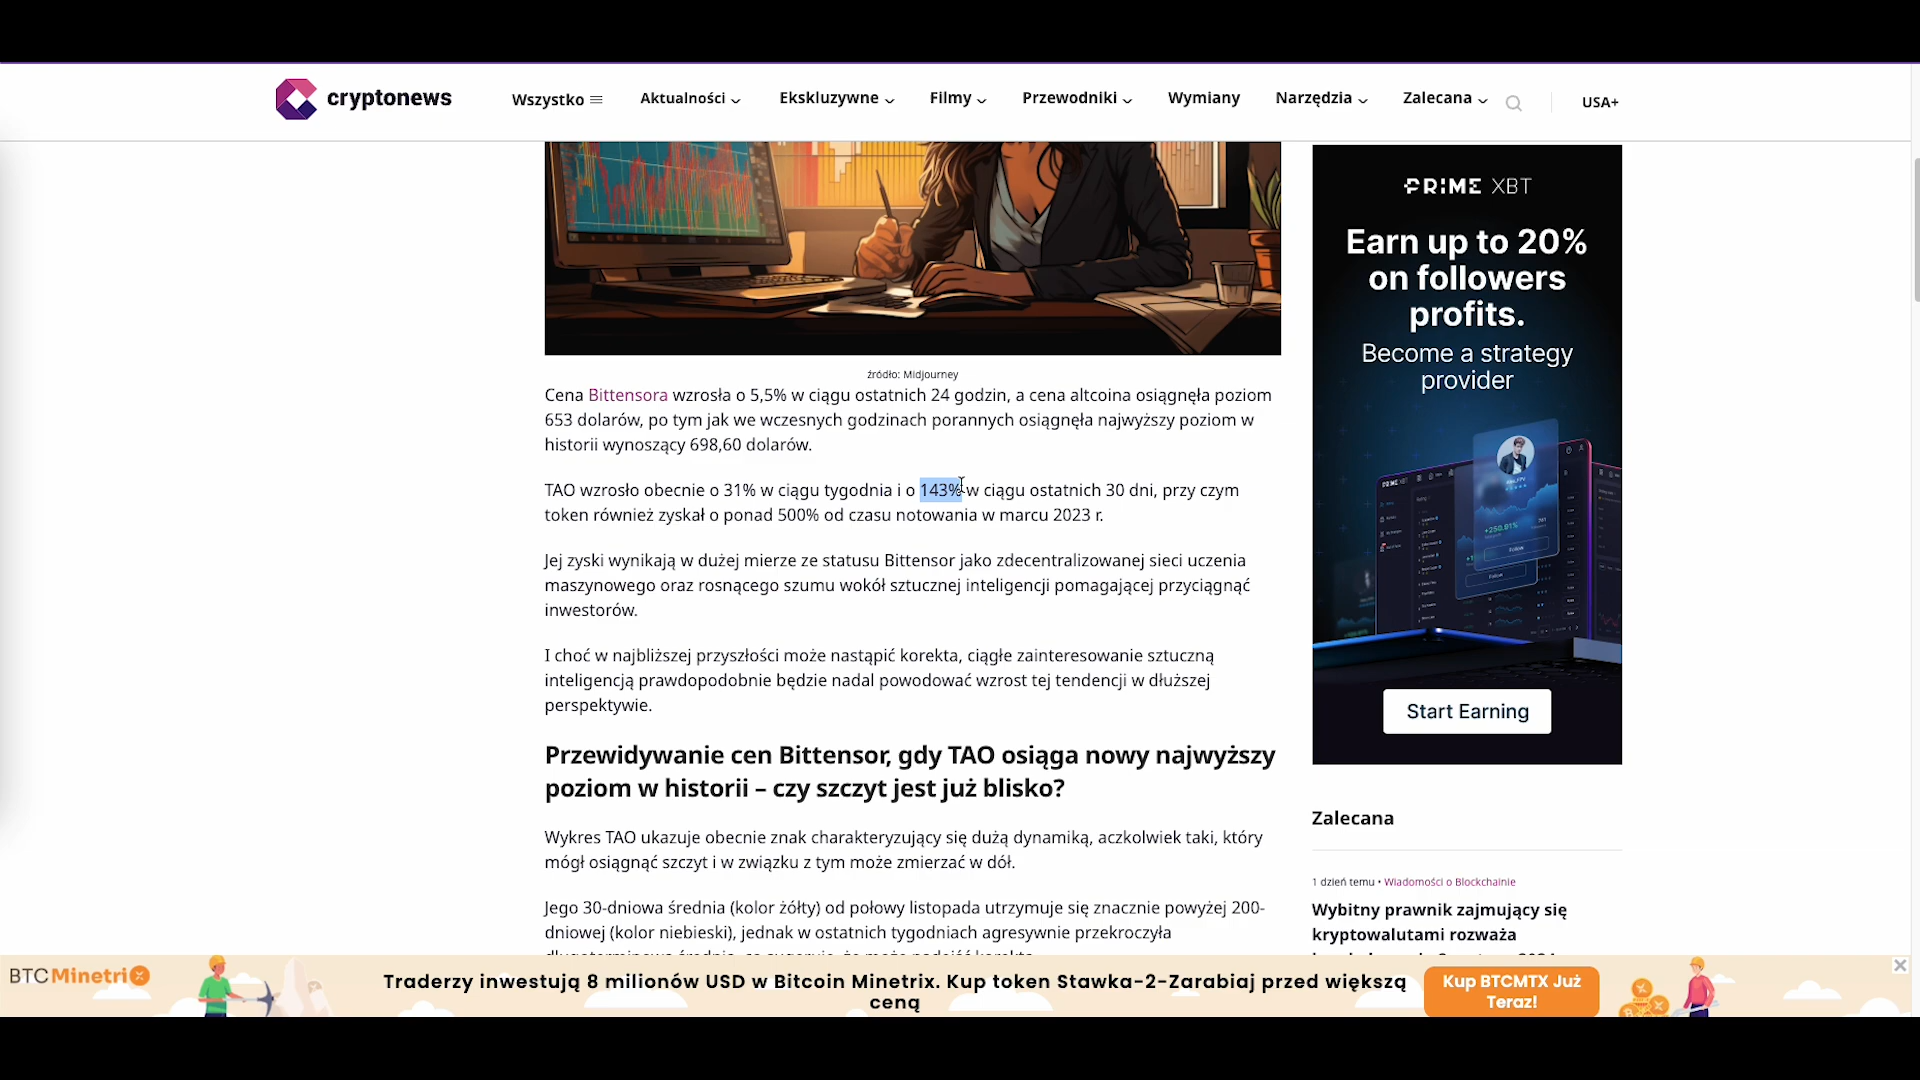 cryptonews
Wszystko
Aktualności
Ekskluzywne
Filmy
Przewodniki
Wymiany
Narzędzia
Zalecana
USA+
źródło: Midjourney
Cena Bittensora wzrosła o 5,5% w ciągu ostatnich 24 godzin, a cena altcoina osiągnęła poziom
653 dolarów, po tym jak we wczesnych godzinach porannych osiągnęła najwyższy poziom w
historii wynoszący 698,60 dolarów.
TAO wzrosło obecnie o 31% w ciągu tygodnia i o 143% w ciągu ostatnich 30 dni, przy czym
token również zyskał o ponad 500% od czasu notowania w marcu 2023 r.
Jej zyski wynikają w dużej mierze ze statusu Bittensor jako zdecentralizowanej sieci uczenia
maszynowego oraz rosnącego szumu wokół sztucznej inteligencji pomagającej przyciągnąć
inwestorów.
I choć w najbliższej przyszłości może nastąpić korekta, ciągłe zainteresowanie sztuczną
inteligencją prawdopodobnie będzie nadal powodować wzrost tej tendencji w dłuższej
perspektywie.
Przewidywanie cen Bittensor, gdy TAO osiąga nowy najwyższy
poziom w historii – czy szczyt jest już blisko?
Wykres TAO ukazuje obecnie znak charakteryzujący się dużą dynamiką, aczkolwiek taki, który
mógł osiągnąć szczyt i w związku z tym może zmierzać w dół.
Jego 30-dniowa średnia (kolor żółty) od połowy listopada utrzymuje się znacznie powyżej 200-
dniowej (kolor niebieski), jednak w ostatnich tygodniach agresywnie przekroczyła
PRIME XBT
Earn up to 20%
on followers
profits.
Become a strategy
provider
+250.91%
Follow
Follow
Start Earning
Zalecana
1 dzień temu • Wiadomości o Blockchainie
Wybitny prawnik zajmujący się
kryptowalutami rozważa
BTC Minetrix
Traderzy inwestują 8 milionów USD w Bitcoin Minetrix. Kup token Stawka-2-Zarabiaj przed większą
ceną
Kup BTCMTX Już
Teraz!